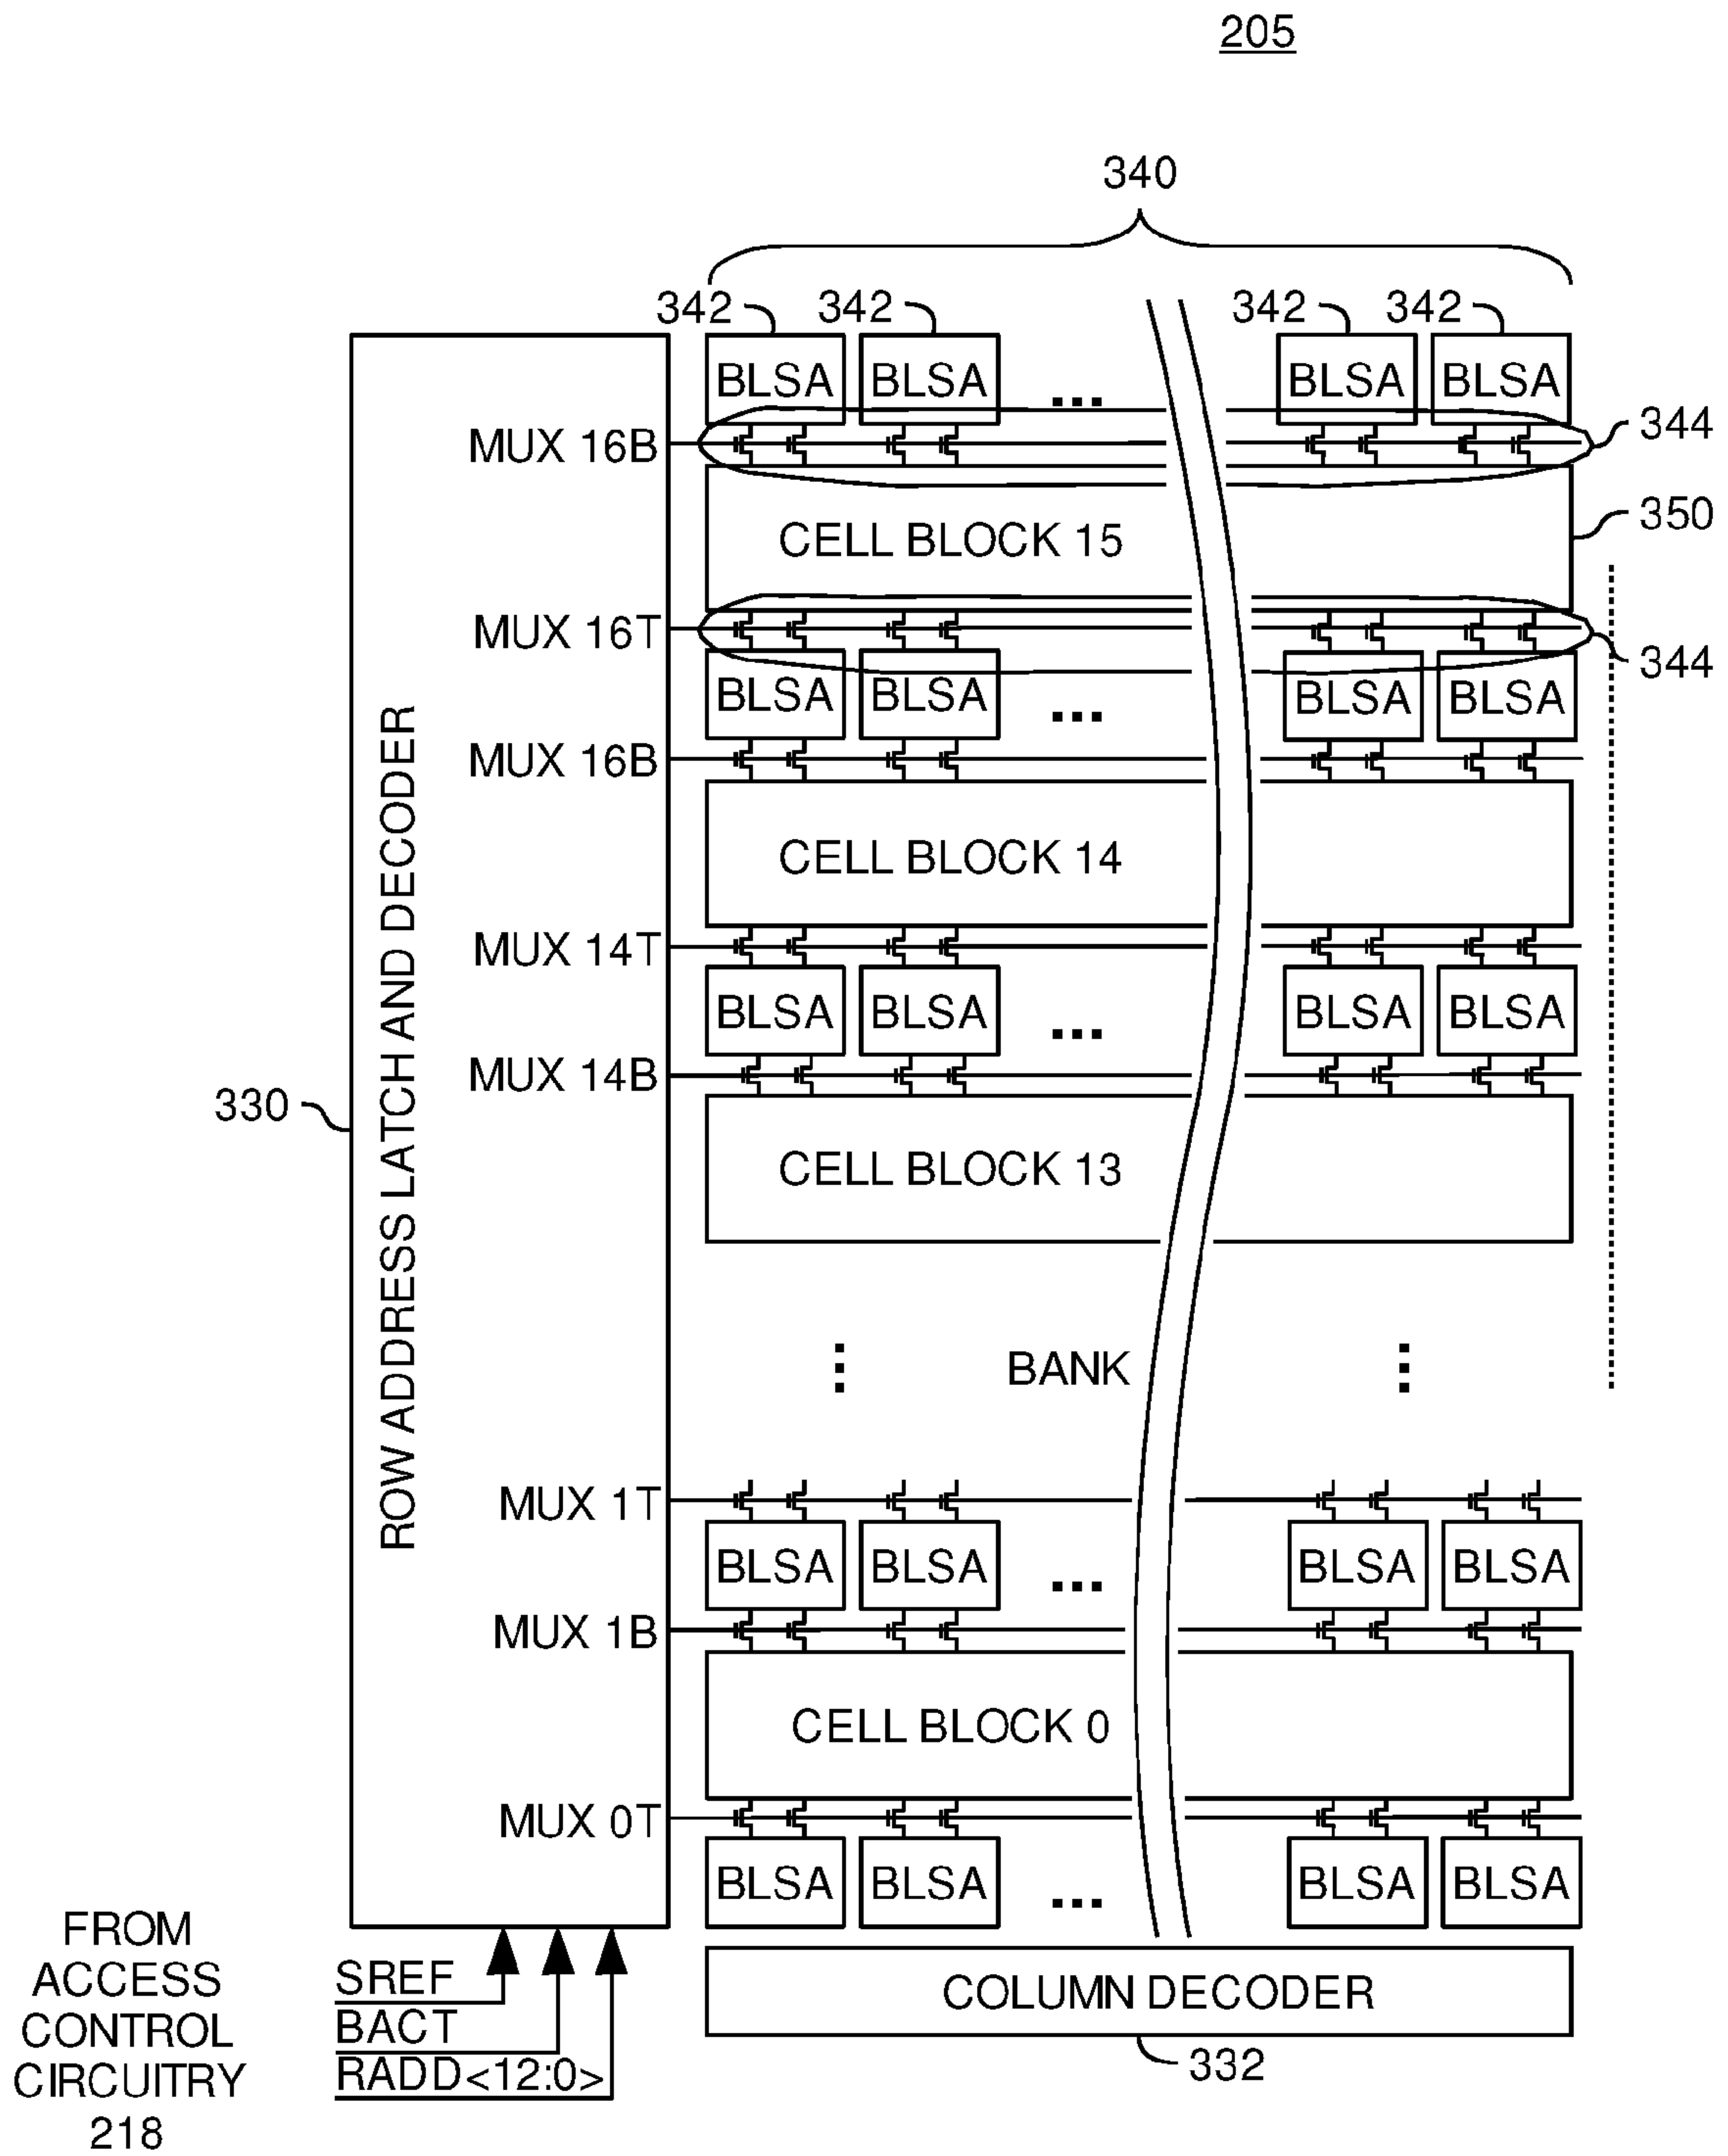 205
340
342 342 342 342
BLSA BLSA ... BLSA BLSA
MUX 16B 344
CELL BLOCK 15 350
MUX 16T 344
BLSA BLSA ... BLSA BLSA
MUX 16B
CELL BLOCK 14
MUX 14T
BLSA BLSA ... BLSA BLSA
MUX 14B
330
CELL BLOCK 13
ROW ADDRESS LATCH AND DECODER
BANK
MUX 1T
BLSA BLSA ... BLSA BLSA
MUX 1B
CELL BLOCK 0
MUX 0T
BLSA BLSA ... BLSA BLSA
FROM
ACCESS
CONTROL
CIRCUITRY
218
SREF
BACT
RADD<12:0>
COLUMN DECODER
332